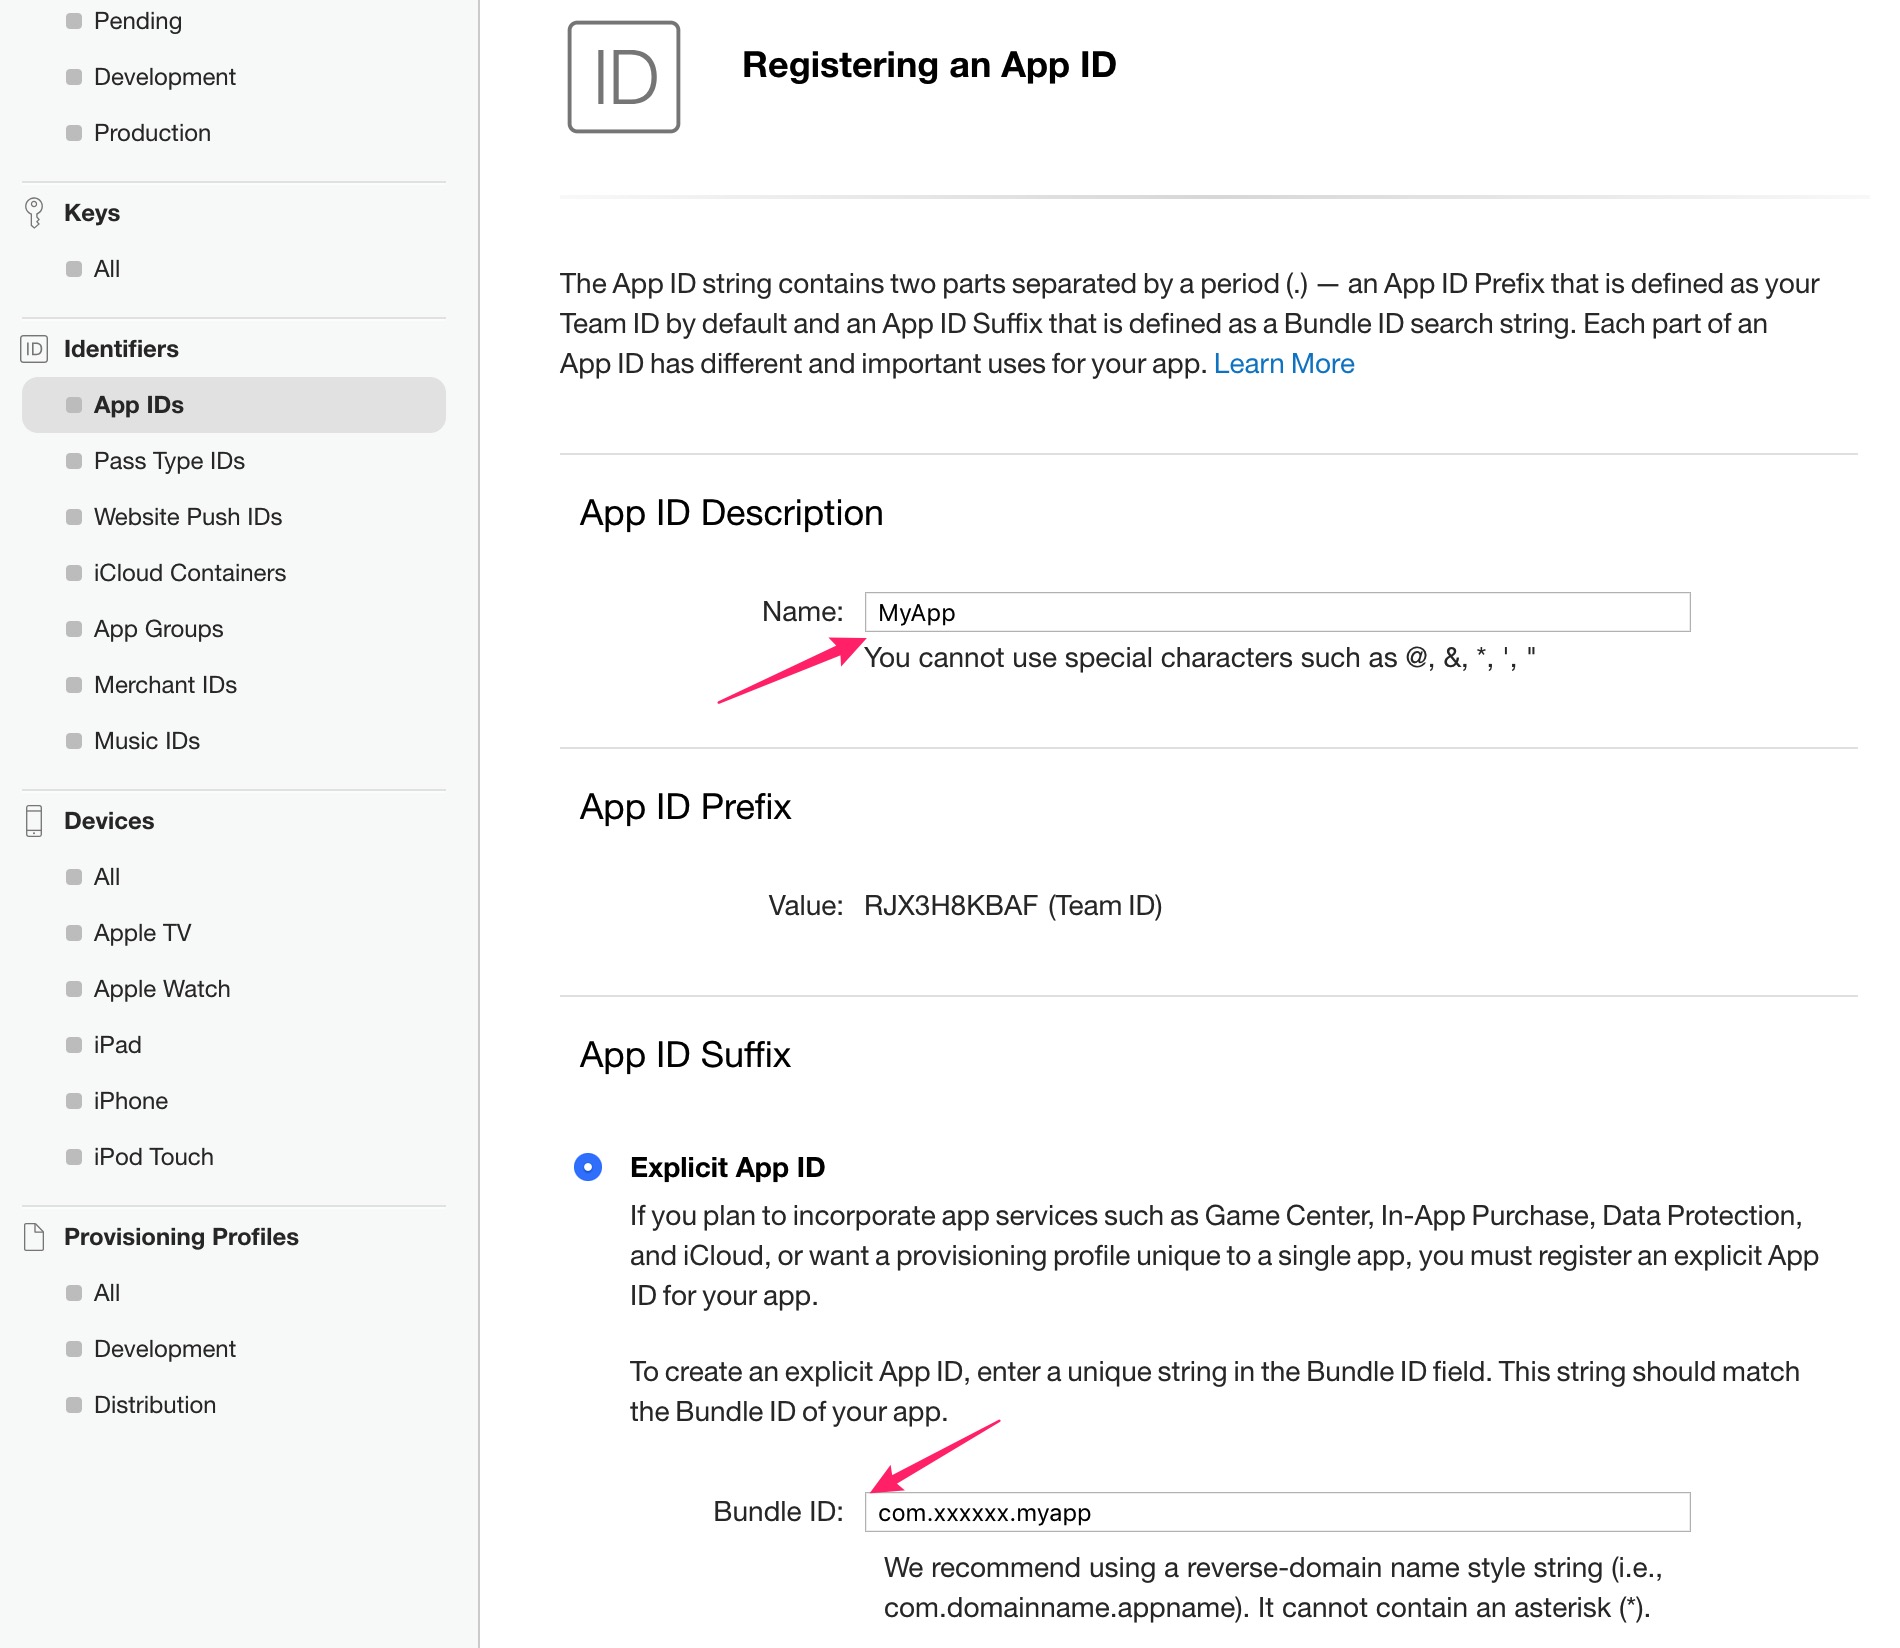 Pending
Development
Production
Keys
All
ID
Identifiers
App IDs
Pass Type IDs
Website Push IDs
iCloud Containers
App Groups
Merchant IDs
Music IDs
Devices
All
Apple TV
Apple Watch
iPad
iPhone
iPod Touch
Provisioning Profiles
All
Development
Distribution
ID
Registering an App ID
The App ID string contains two parts separated by a period (.) — an App ID Prefix that is defined as your
Team ID by default and an App ID Suffix that is defined as a Bundle ID search string. Each part of an
App ID has different and important uses for your app. Learn More
App ID Description
Name: MyApp
You cannot use special characters such as @, &, *, ', "
App ID Prefix
Value: RJX3H8KBAF (Team ID)
App ID Suffix
Explicit App ID
If you plan to incorporate app services such as Game Center, In-App Purchase, Data Protection,
and iCloud, or want a provisioning profile unique to a single app, you must register an explicit App
ID for your app.
To create an explicit App ID, enter a unique string in the Bundle ID field. This string should match
the Bundle ID of your app.
Bundle ID: com.xxxxxx.myapp
We recommend using a reverse-domain name style string (i.e.,
com.domainname.appname). It cannot contain an asterisk (*).